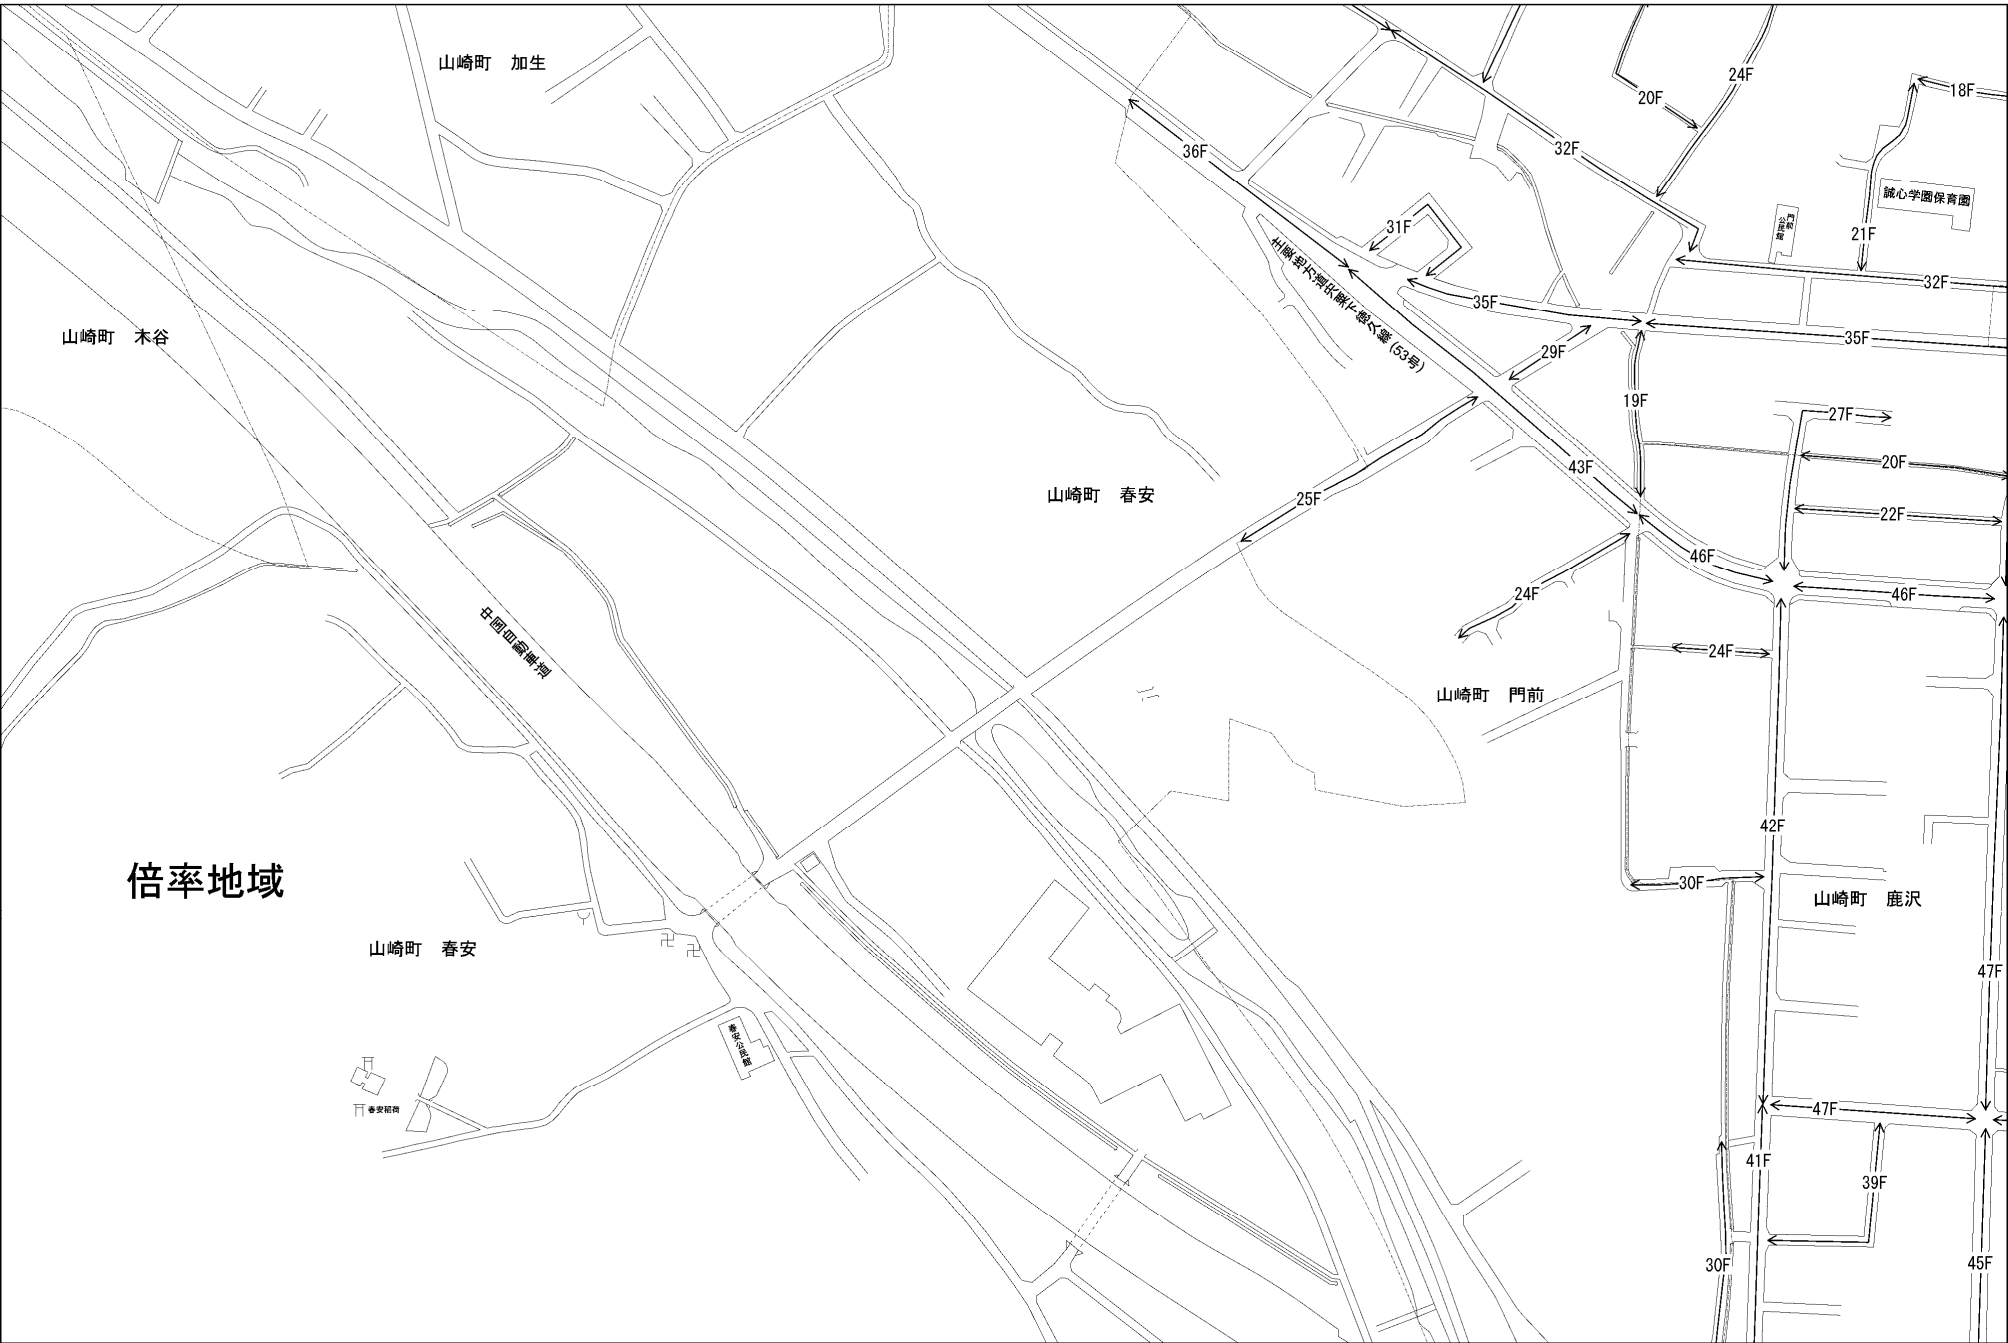 山崎町　加生
24F
20F
18F
36F
32F
誠心学園保育園
門前
公民館
31F
21F
主要地方道宍粟下徳久線(53号)
32F
35F
山崎町　木谷
35F
29F
19F
27F
20F
43F
山崎町　春安
25F
22F
46F
24F
46F
中国自動車道
24F
山崎町　門前
42F
倍率地域
30F
山崎町　鹿沢
山崎町　春安
47F
春安公民館
春安稲荷
47F
41F
39F
30F
45F